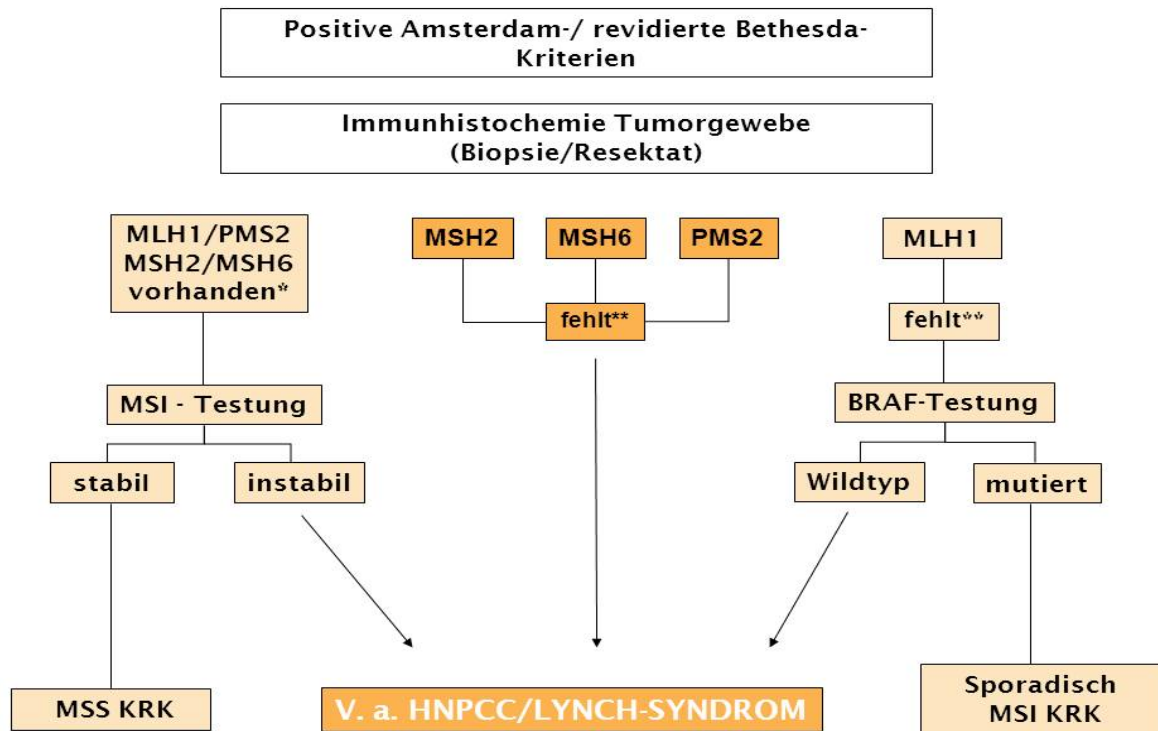 Positive Amsterdam-/ revidierte Bethesda-
Kriterien
Immunhistochemie Tumorgewebe
(Biopsie/Resektat)
MLH1/PMS2
MSH2/MSH6
vorhanden*
MSH2
MSH6
PMS2
MLH1
fehlt**
fehlt**
MSI - Testung
BRAF-Testung
stabil
instabil
Wildtyp
mutiert
MSS KRK
V. a. HNPCC/LYNCH-SYNDROM
Sporadisch
MSI KRK